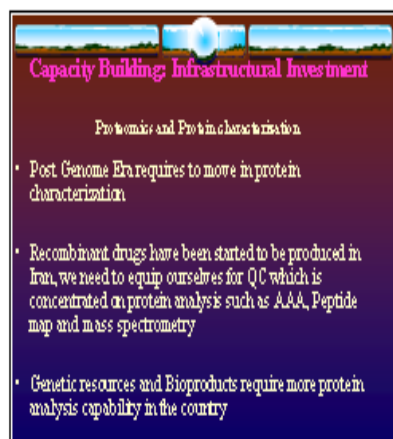 Capacity Building: Infrastructural Investment
Proteomics and Protein characterization
• Post Genome Era requires to move in protein
characterization
• Recombinant drugs have been started to be produced in
Iran, we need to equip ourselves for QC which is
concentrated on protein analysis such as AAA, Peptide
map and mass spectrometry
• Genetic resources and Bioproducts require more protein
analysis capability in the country